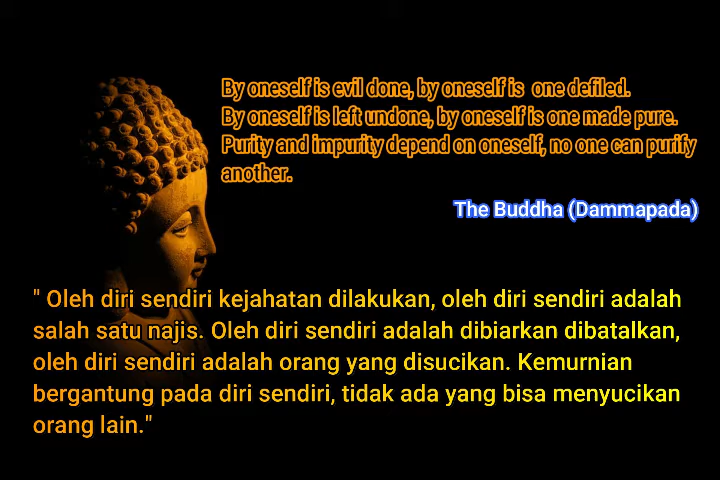 By oneself is evil done, by oneself is one defiled.
By oneself is left undone, by oneself is one made pure.
Purity and impurity depend on oneself, no one can purify
another.
The Buddha (Dammapada)
" Oleh diri sendiri kejahatan dilakukan, oleh diri sendiri adalah
salah satu najis. Oleh diri sendiri adalah dibiarkan dibatalkan,
oleh diri sendiri adalah orang yang disucikan. Kemurnian
bergantung pada diri sendiri, tidak ada yang bisa menyucikan
orang lain."